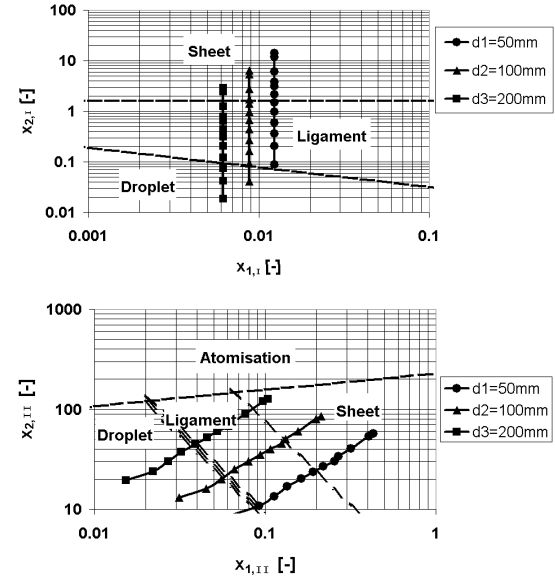 100
10
1
0.1
0.01
0.001
0.01
0.1
x2,I [-]
x1,I [-]
Sheet
Ligament
Droplet
d1=50mm
d2=100mm
d3=200mm
1000
100
10
0.01
0.1
1
x2,II [-]
x1,II [-]
Atomisation
Ligament
Droplet
Sheet
d1=50mm
d2=100mm
d3=200mm